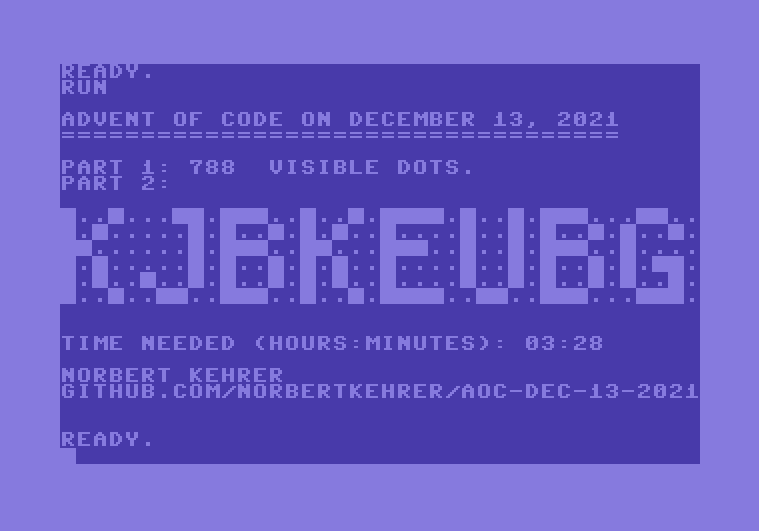 READY.
RUN
ADVENT OF CODE ON DECEMBER 13, 2021
===================================
PART 1: 788  VISIBLE DOTS.
PART 2:
KJBKEUBG
TIME NEEDED (HOURS:MINUTES): 03:28
NORBERT KEHRER
GITHUB.COM/NORBERTKEHRER/AOC-DEC-13-2021
READY.